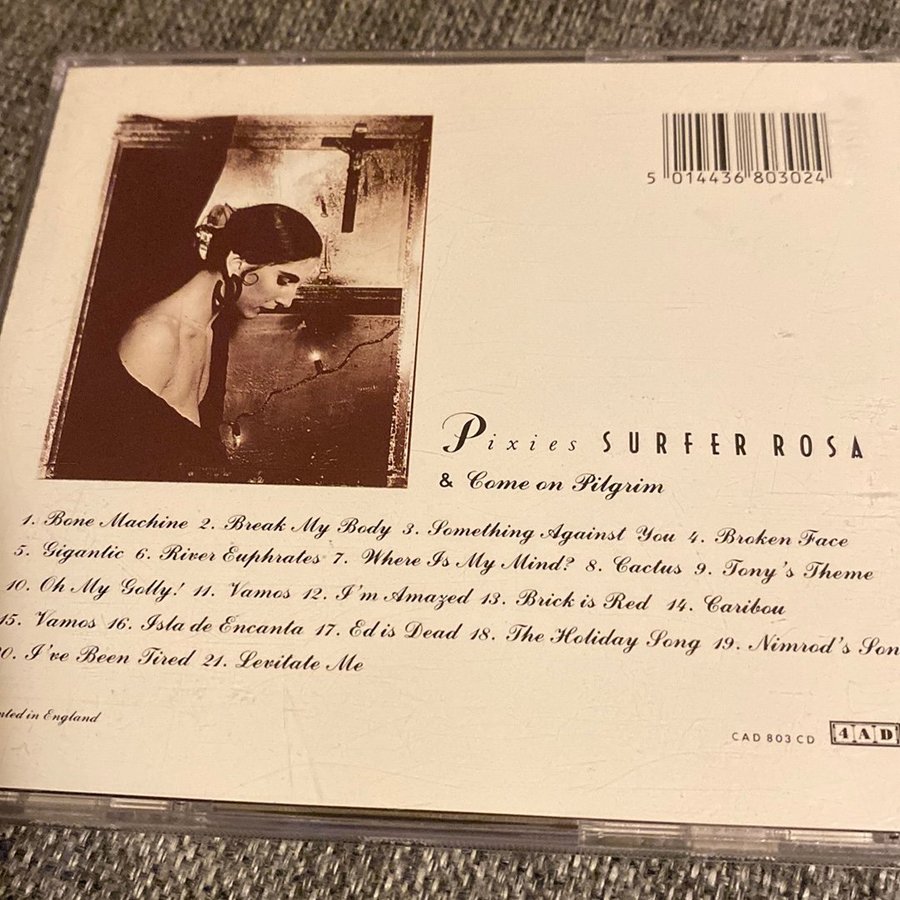 5 014436 803024
Pixies SURFER ROSA
& Come on Pilgrim
1. Bone Machine 2. Break My Body 3. Something Against You 4. Broken Face
5. Gigantic 6. River Euphrates 7. Where Is My Mind? 8. Cactus 9. Tony's Theme
10. Oh My Golly! 11. Vamos 12. I'm Amazed 13. Brick is Red 14. Caribou
15. Vamos 16. Isla de Encanta 17. Ed is Dead 18. The Holiday Song 19. Nimrod's Son
20. I've Been Tired 21. Levitate Me
nted in England
CAD 803 CD 4AD